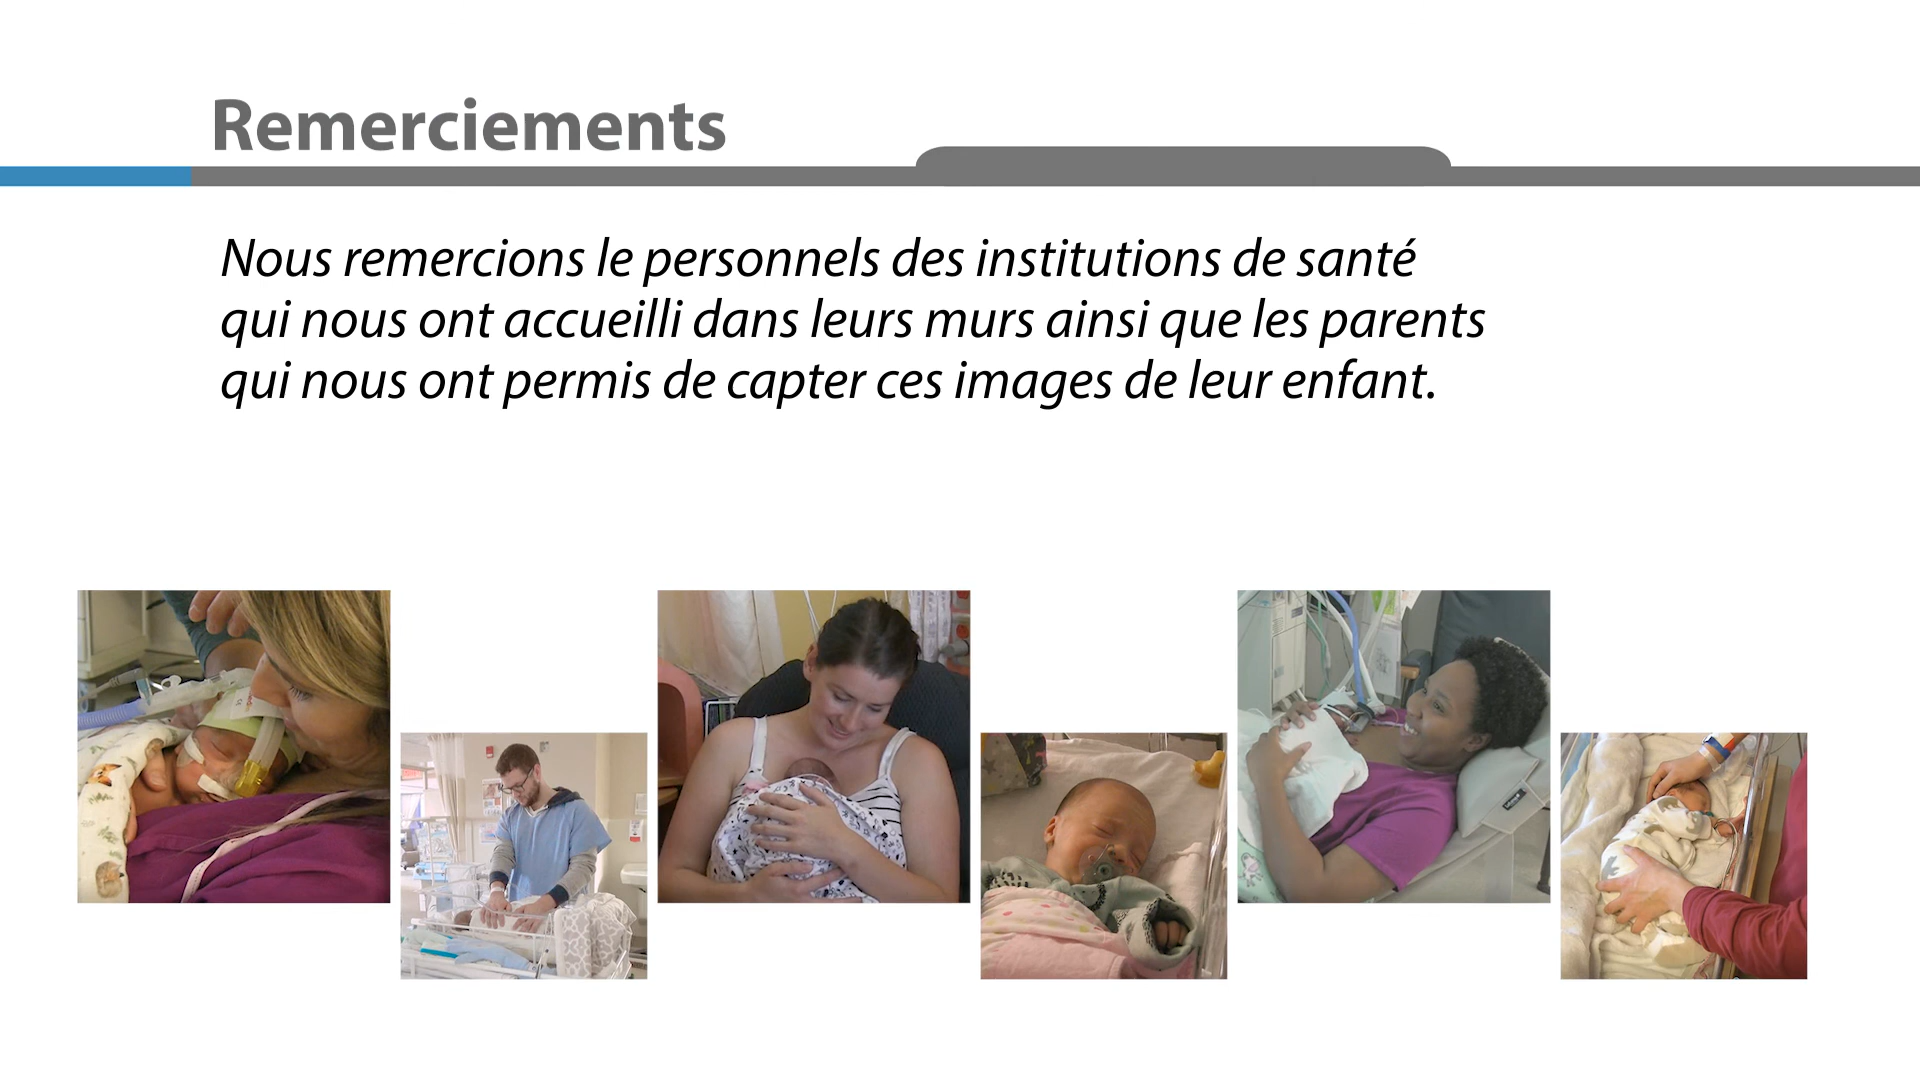 Remerciements
Nous remercions le personnels des institutions de santé
qui nous ont accueilli dans leurs murs ainsi que les parents
qui nous ont permis de capter ces images de leur enfant.